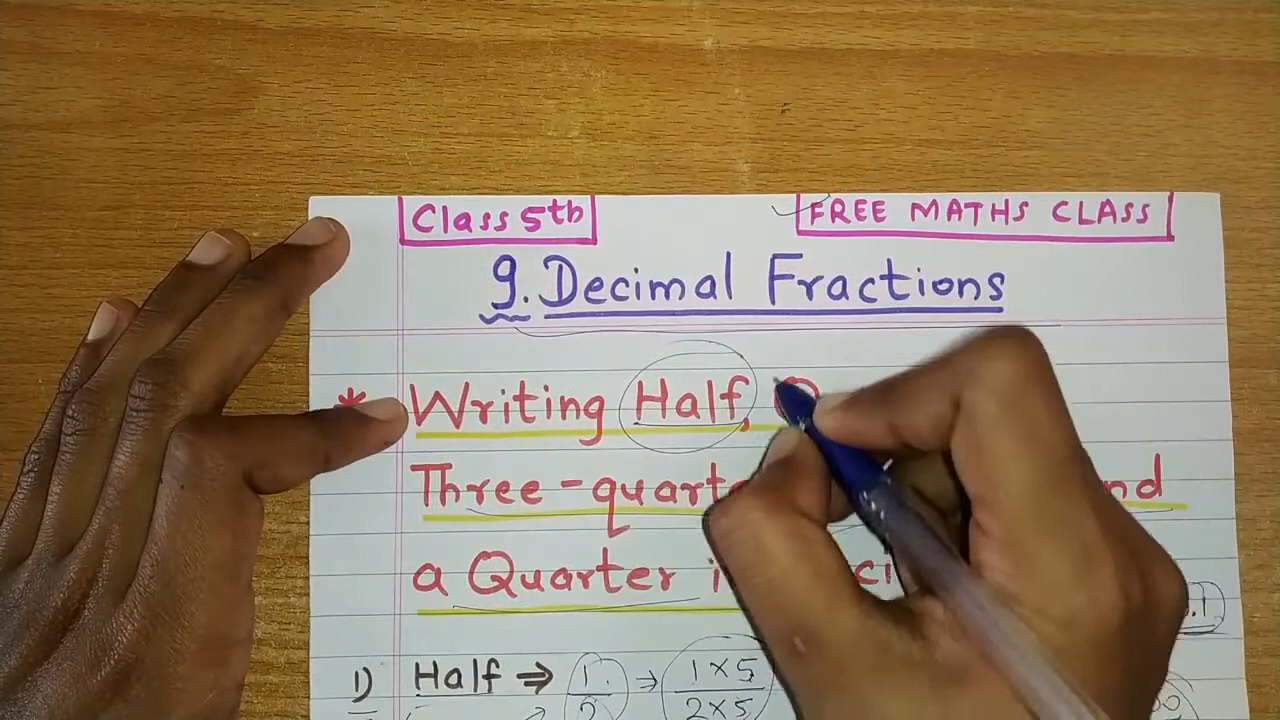 Class 5th
FREE MATHS CLASS
9. Decimal Fractions
* Writing Half,
Three-quart
a Quarter
1) Half ⇒ 1/2 ⇒ 1×5/2×5